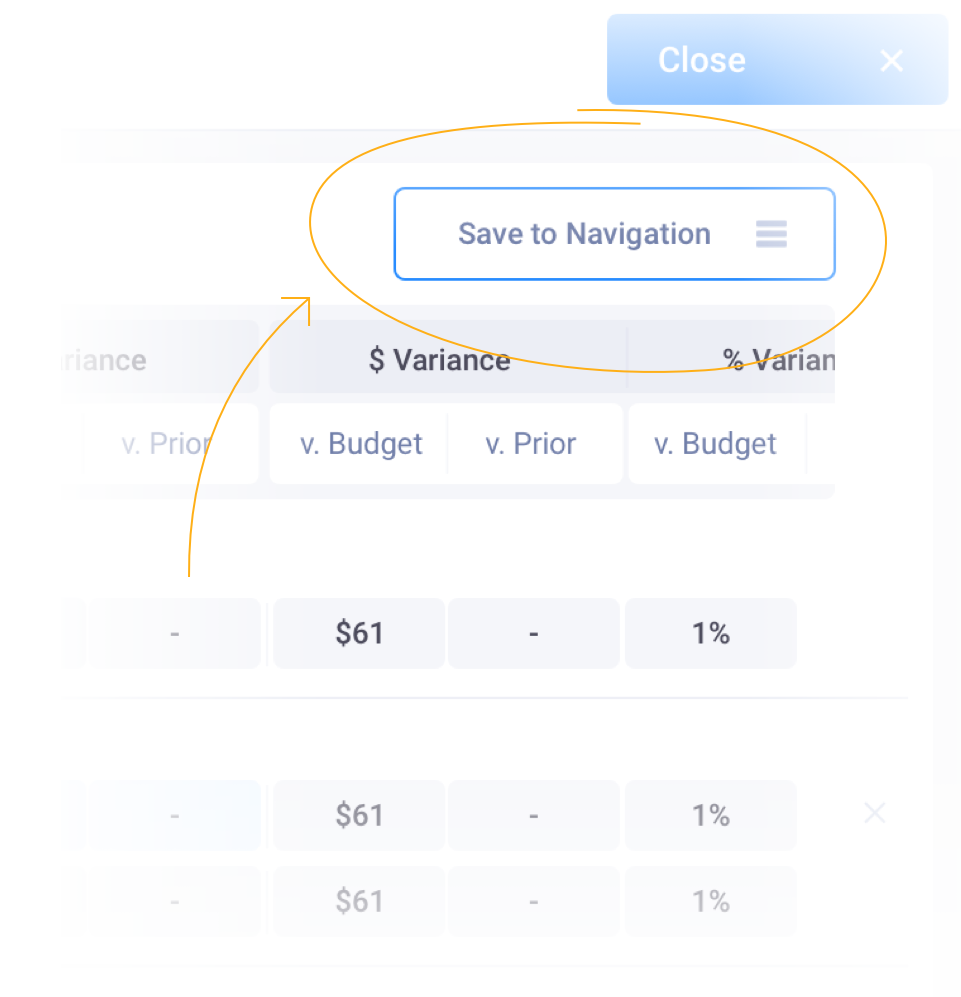 Close
Save to Navigation
riance $ Variance % Varian
v. Prior v. Budget v. Prior v. Budget
- $61 - 1%
- $61 - 1%
- $61 - 1%